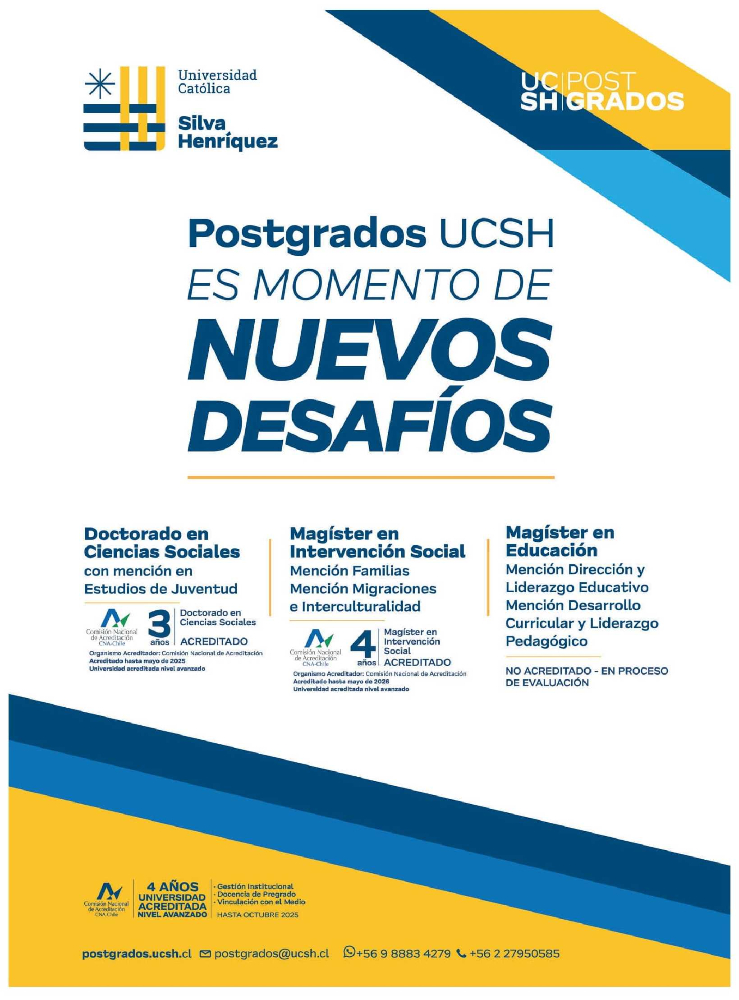 Universidad
Católica
Silva
Henríquez
UC|POST
SH|GRADOS
Postgrados UCSH
ES MOMENTO DE
NUEVOS
DESAFÍOS
Doctorado en
Ciencias Sociales
con mención en
Estudios de Juventud
Comisión Nacional
de Acreditación
CNA-Chile
3
años
Doctorado en
Ciencias Sociales
ACREDITADO
Organismo Acreditador: Comisión Nacional de Acreditación
Acreditado hasta mayo de 2025
Universidad acreditada nivel avanzado
Magíster en
Intervención Social
Mención Familias
Mención Migraciones
e Interculturalidad
Comisión Nacional
de Acreditación
CNA-Chile
4
años
Magíster en
Intervención
Social
ACREDITADO
Organismo Acreditador: Comisión Nacional de Acreditación
Acreditado hasta mayo de 2026
Universidad acreditada nivel avanzado
Magíster en
Educación
Mención Dirección y
Liderazgo Educativo
Mención Desarrollo
Curricular y Liderazgo
Pedagógico
NO ACREDITADO - EN PROCESO
DE EVALUACIÓN
Comisión Nacional
de Acreditación
CNA-Chile
4 AÑOS
UNIVERSIDAD
ACREDITADA
NIVEL AVANZADO
· Gestión Institucional
· Docencia de Pregrado
· Vinculación con el Medio
HASTA OCTUBRE 2025
postgrados.ucsh.cl postgrados@ucsh.cl +56 9 8883 4279 +56 2 27950585